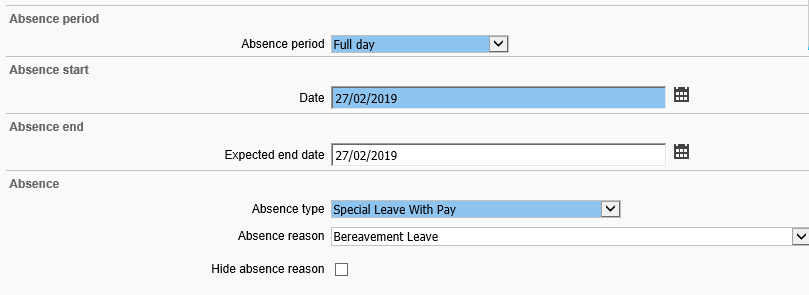 Absence period
Absence period Full day
Absence start
Date 27/02/2019
Absence end
Expected end date 27/02/2019
Absence
Absence type Special Leave With Pay
Absence reason Bereavement Leave
Hide absence reason